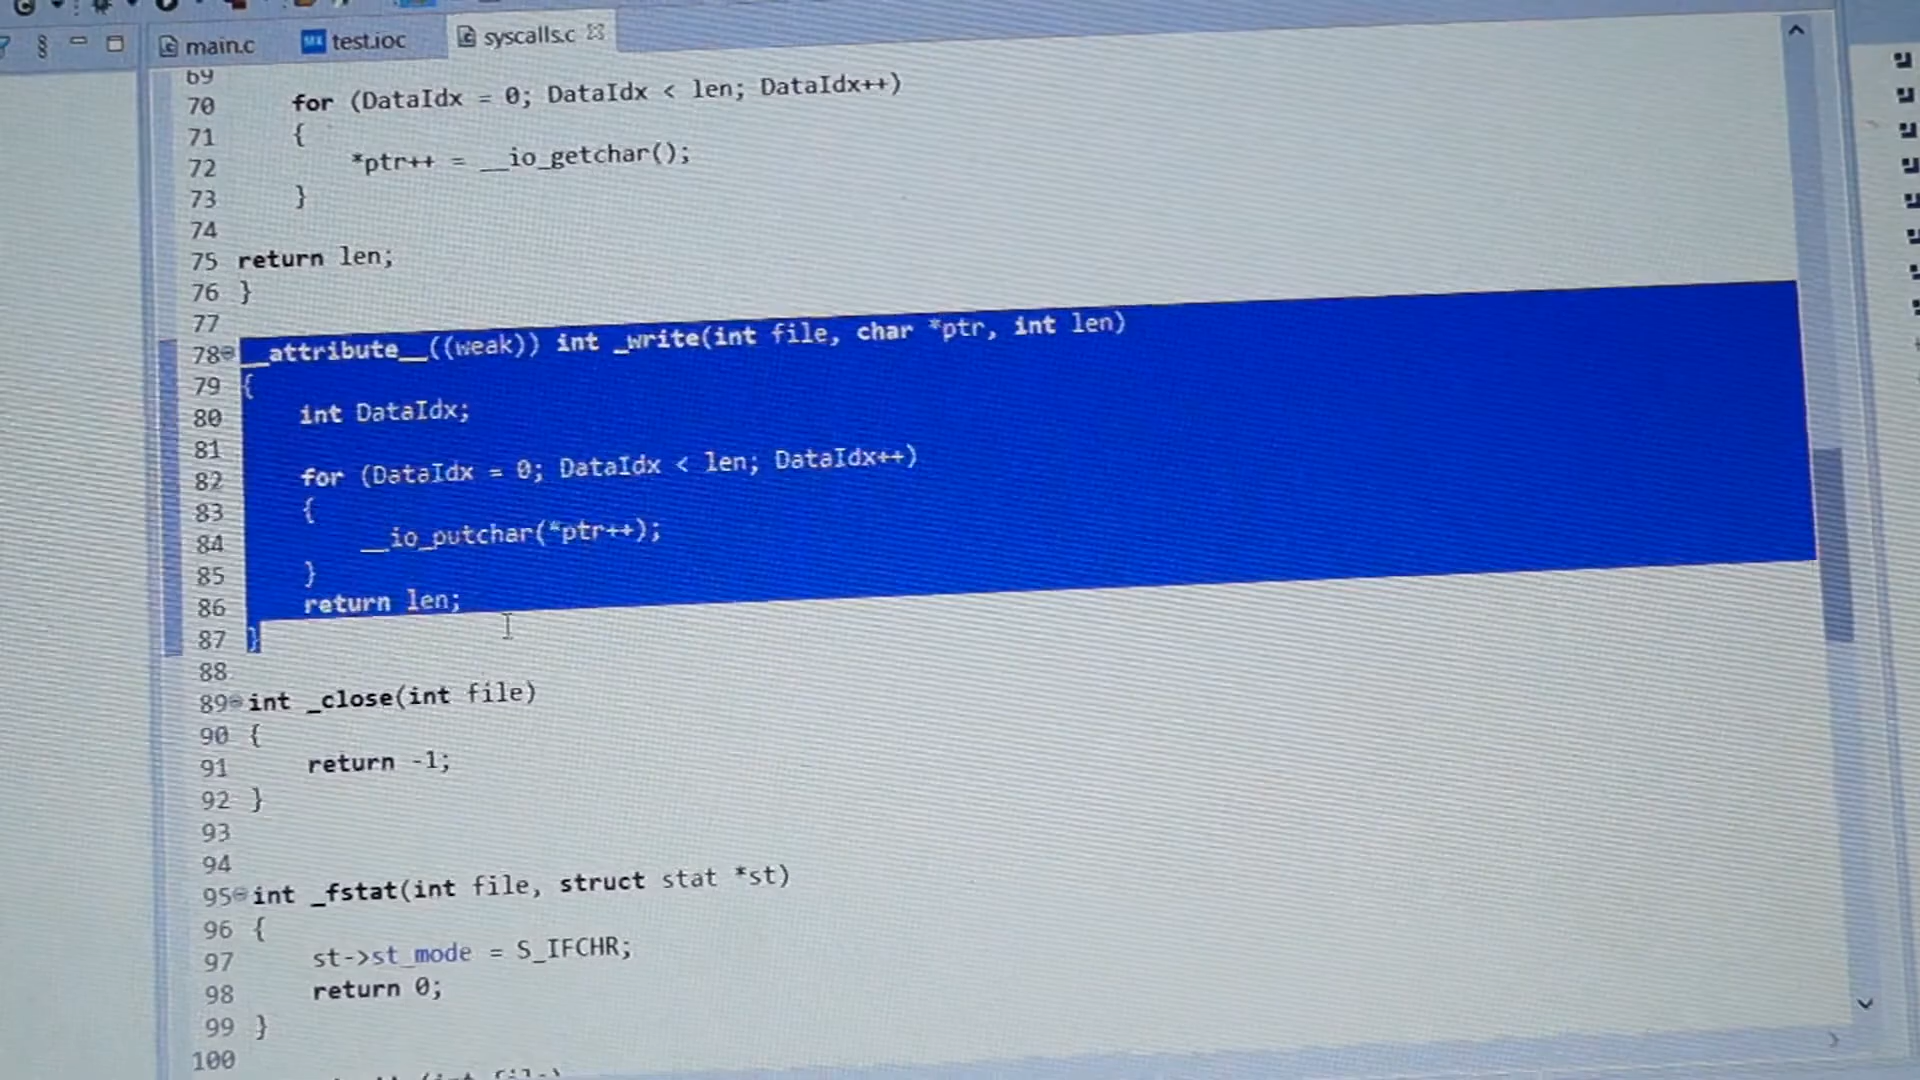 main.c test.ioc syscalls.c
69
70 for (DataIdx = 0; DataIdx < len; DataIdx++)
71 {
72 *ptr++ = __io_getchar();
73 }
74
75 return len;
76 }
77
78 __attribute__((weak)) int _write(int file, char *ptr, int len)
79 {
80 int DataIdx;
81
82 for (DataIdx = 0; DataIdx < len; DataIdx++)
83 {
84 __io_putchar(*ptr++);
85 }
86 return len;
87 }
88
89 int _close(int file)
90 {
91 return -1;
92 }
93
94
95 int _fstat(int file, struct stat *st)
96 {
97 st->st_mode = S_IFCHR;
98 return 0;
99 }
100